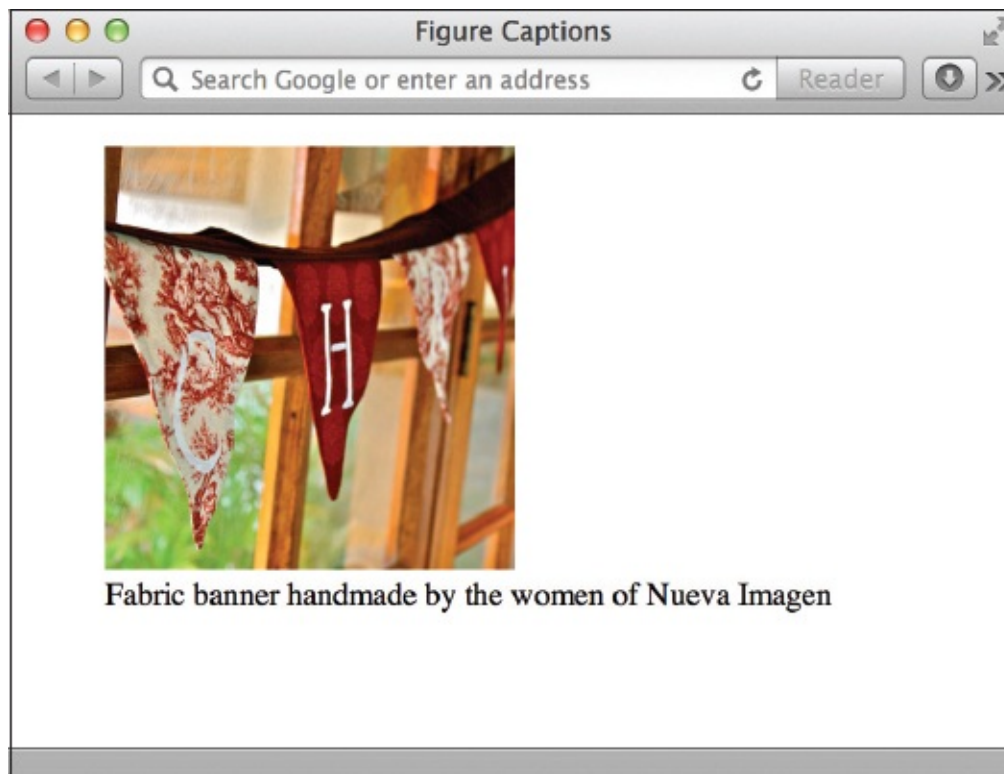 Figure Captions
Search Google or enter an address
Reader
C H
Fabric banner handmade by the women of Nueva Imagen